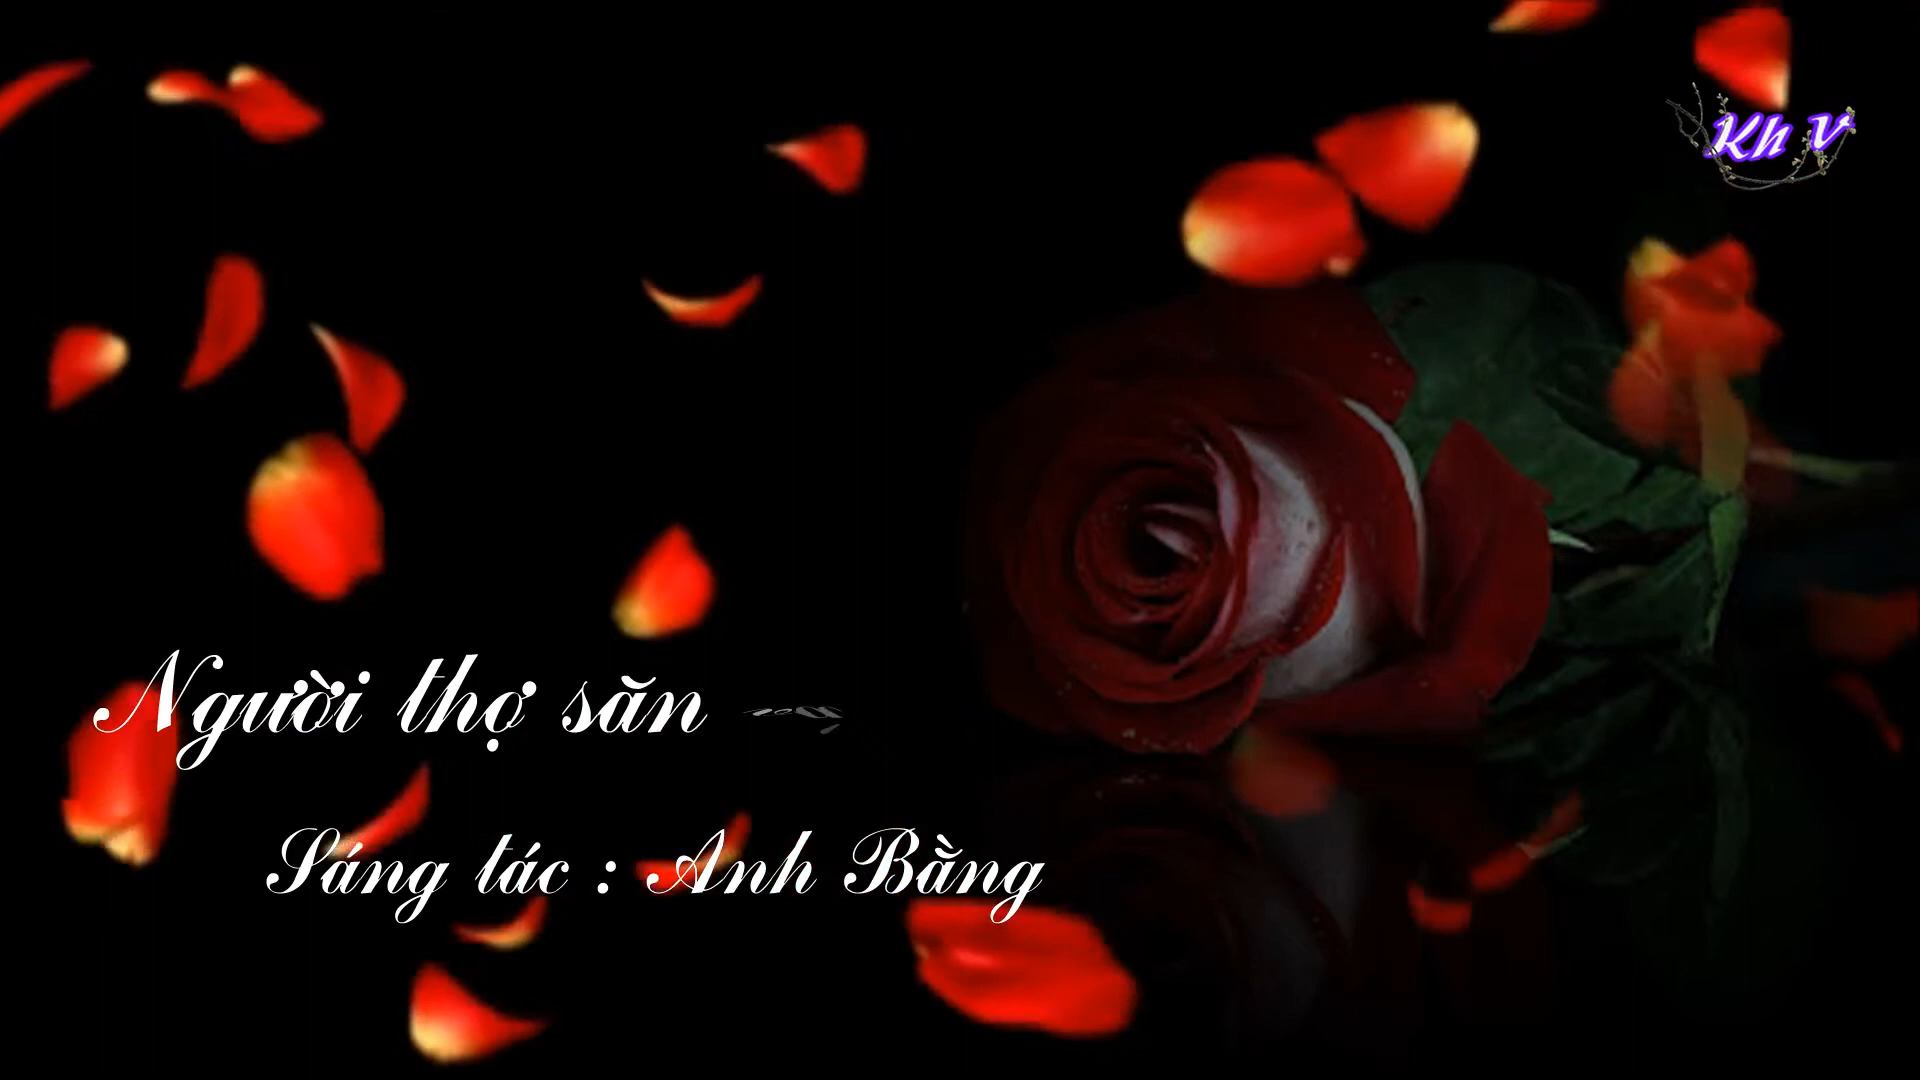 Kh V
Người thợ săn
Sáng tác : Anh Bằng